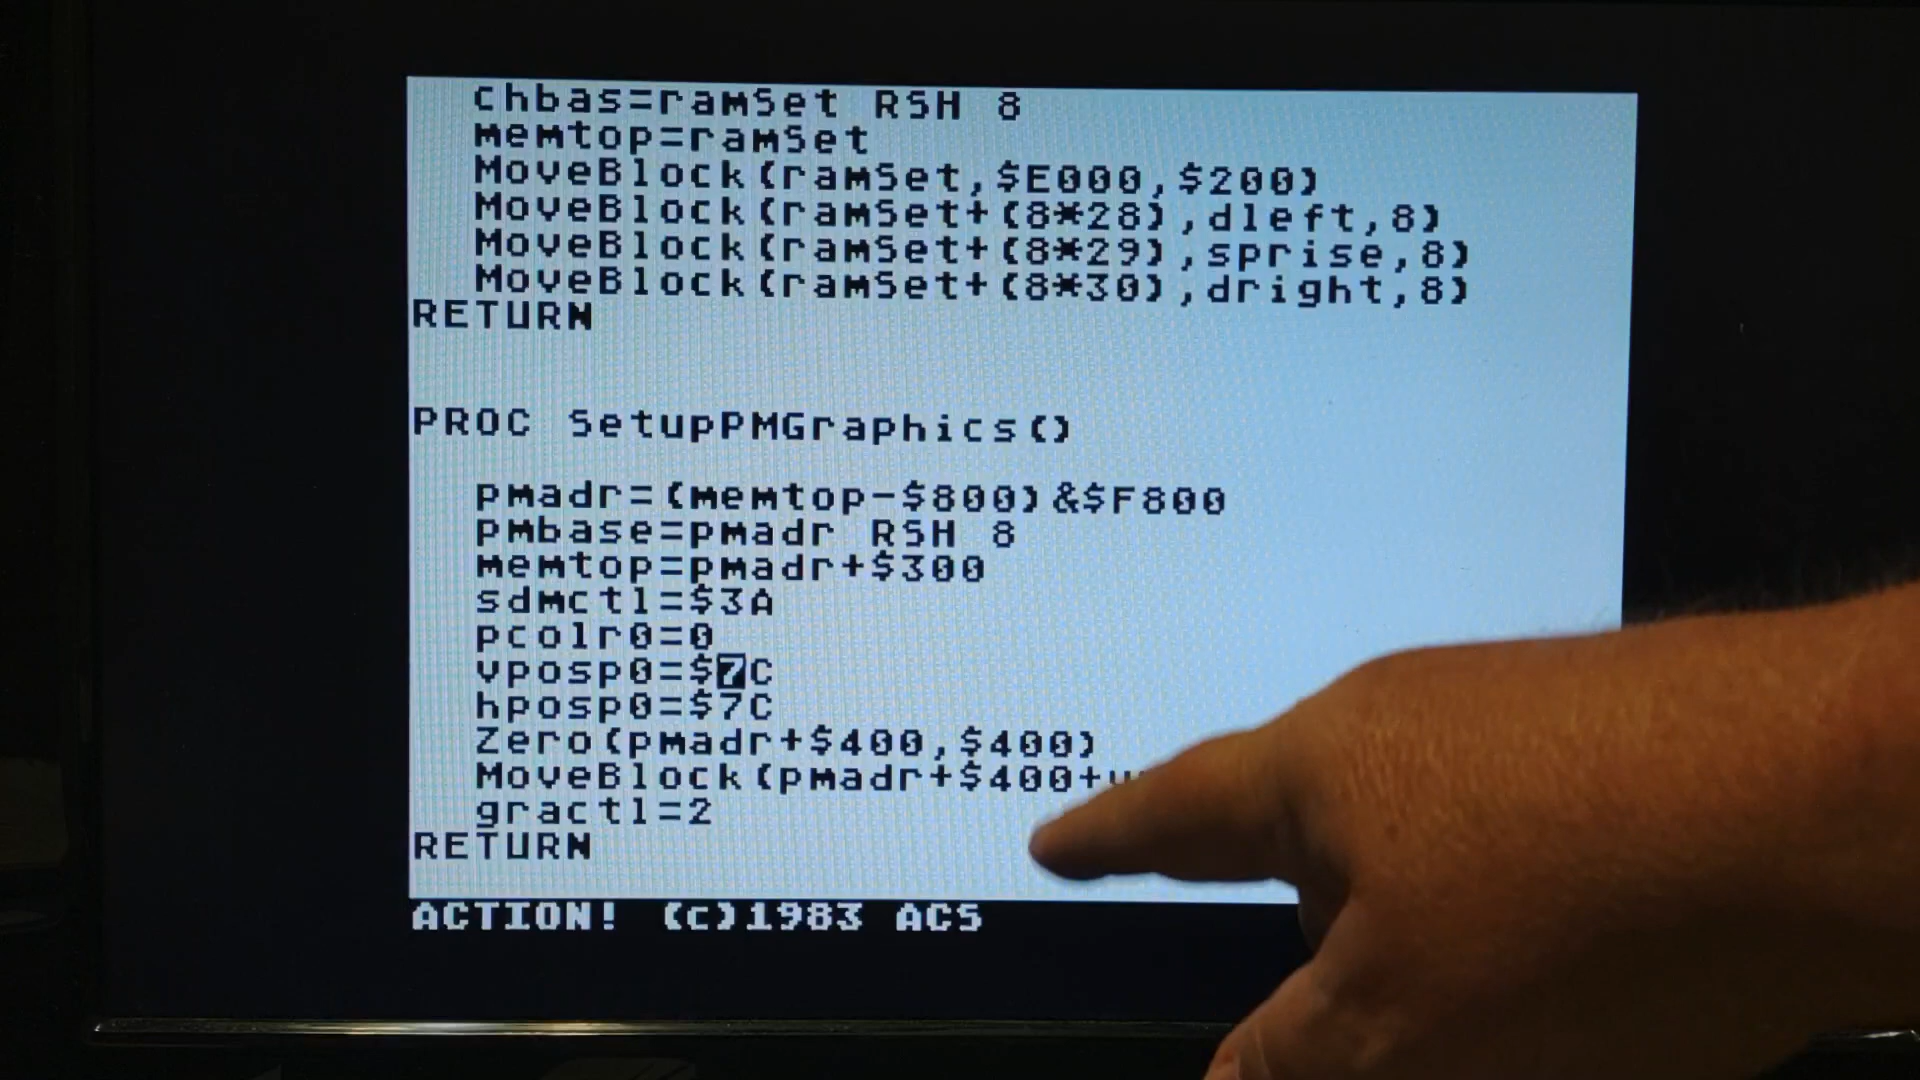 chbas=ramSet RSH 8
memtop=ramSet
MoveBlock(ramSet,$E000,$200)
MoveBlock(ramSet+(8*28),dleft,8)
MoveBlock(ramSet+(8*29),sprise,8)
MoveBlock(ramSet+(8*30),dright,8)
RETURN
PROC SetupPMGraphics()
pmadr=(memtop-$800)&$F800
pmbase=pmadr RSH 8
memtop=pmadr+$300
sdmctl=$3A
pcolr0=0
vposp0=$7C
hposp0=$7C
Zero(pmadr+$400,$400)
MoveBlock(pmadr+$400+
gractl=2
RETURN
ACTION! (c)1983 ACS